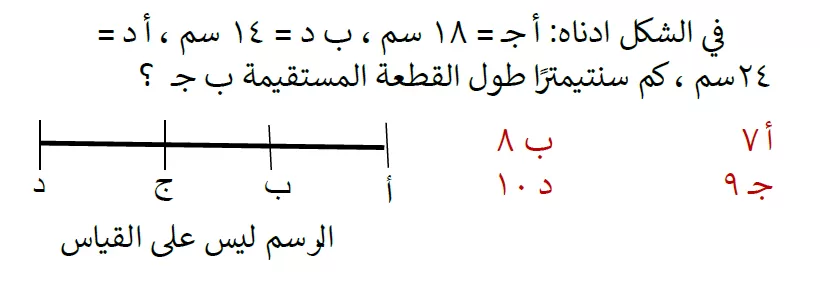 في الشكل ادناه: أ جـ = ١٨ سم ، ب د = ١٤ سم ، أ د =
٢٤سم ، كم سنتيمترًا طول القطعة المستقيمة ب جـ ؟
أ ٧ ب ٨
جـ ٩ د ١٠
أ ب ج د
الرسم ليس على القياس